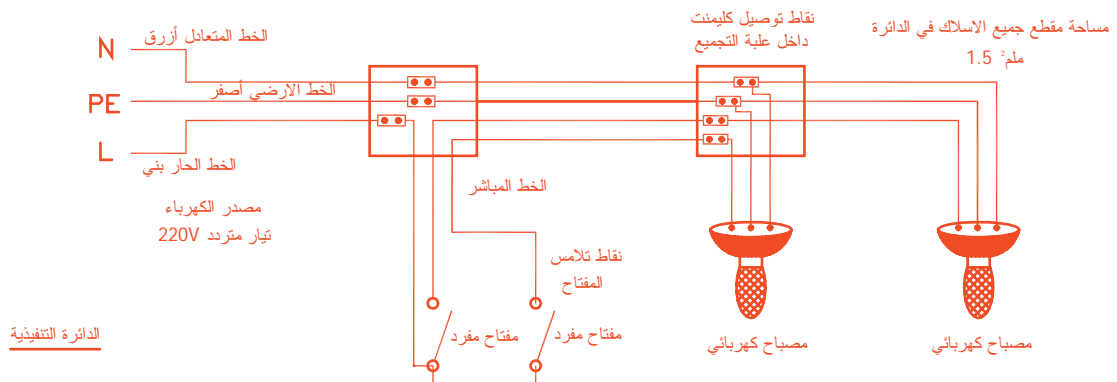 نقاط توصيل كليمنت
داخل علبة التجميع
مساحة مقطع جميع الاسلاك في الدائرة
1.5 ملم²
N
الخط المتعادل أزرق
PE
الخط الارضي أصفر
L
الخط الحار بني
الخط المباشر
مصدر الكهرباء
تيار متردد 220V
نقاط تلامس
المفتاح
مفتاح مفرد
مفتاح مفرد
مصباح كهربائي
مصباح كهربائي
الدائرة التنفيذية